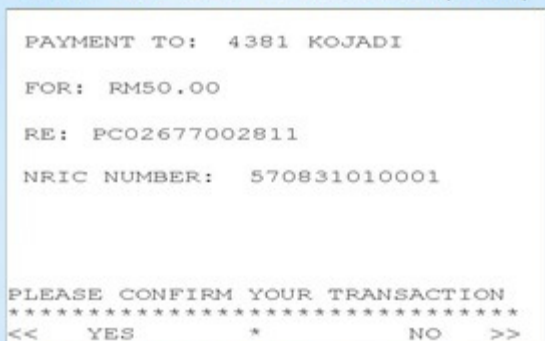 PAYMENT TO: 4381 KOJADI
FOR: RM50.00
RE: PC02677002811
NRIC NUMBER: 570831010001
PLEASE CONFIRM YOUR TRANSACTION
*******************************
<< YES * NO >>